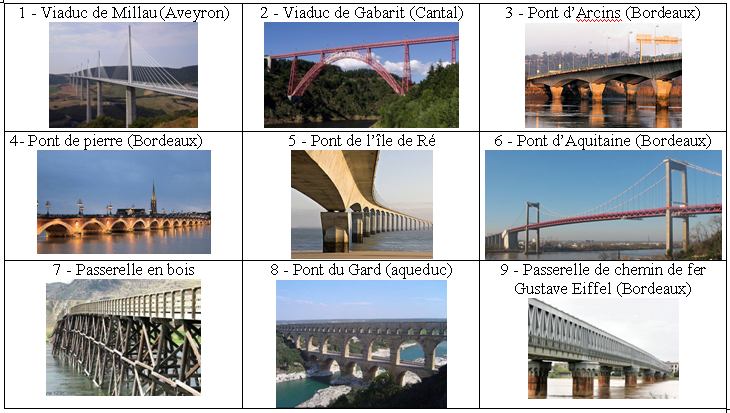 1 - Viaduc de Millau (Aveyron)
2 - Viaduc de Gabarit (Cantal)
3 - Pont d'Arcins (Bordeaux)
4- Pont de pierre (Bordeaux)
5 - Pont de l'île de Ré
6 - Pont d'Aquitaine (Bordeaux)
7 - Passerelle en bois
8 - Pont du Gard (aqueduc)
9 - Passerelle de chemin de fer
Gustave Eiffel (Bordeaux)